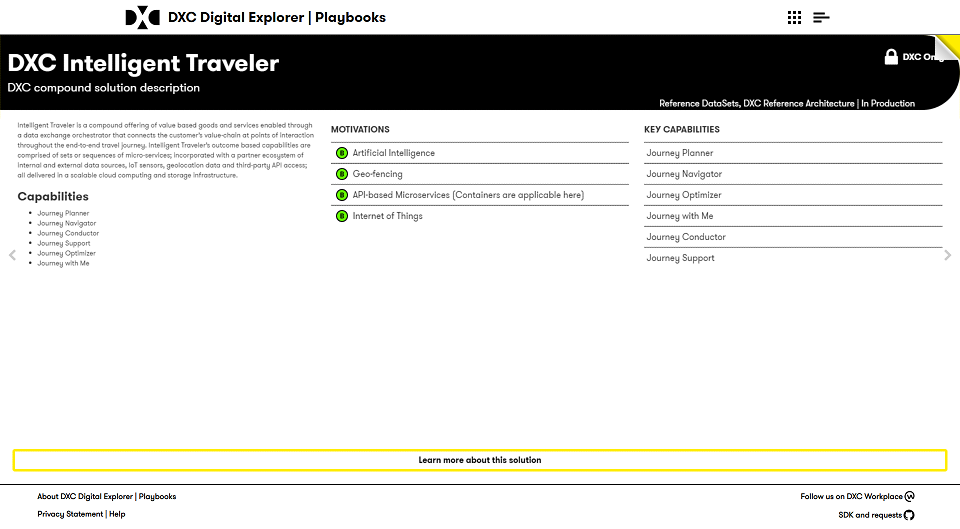 DXC Digital Explorer | Playbooks
DXC Intelligent Traveler
DXC compound solution description
DXC Only
Reference DataSets, DXC Reference Architecture | In Production
Intelligent Traveler is a compound offering of value based goods and services enabled through
a data exchange orchestrator that connects the customer's value-chain at points of interaction
throughout the end-to-end travel journey. Intelligent Traveler's outcome based capabilities are
comprised of sets or sequences of micro-services; incorporated with a partner ecosystem of
internal and external data sources, IoT sensors, geolocation data and third-party API access;
all delivered in a scalable cloud computing and storage infrastructure.
Capabilities
• Journey Planner
• Journey Navigator
• Journey Conductor
• Journey Support
• Journey Optimizer
• Journey with Me
MOTIVATIONS
B Artificial Intelligence
B Geo-fencing
B API-based Microservices (Containers are applicable here)
B Internet of Things
KEY CAPABILITIES
Journey Planner
Journey Navigator
Journey Optimizer
Journey with Me
Journey Conductor
Journey Support
Learn more about this solution
About DXC Digital Explorer | Playbooks
Privacy Statement | Help
Follow us on DXC Workplace
SDK and requests